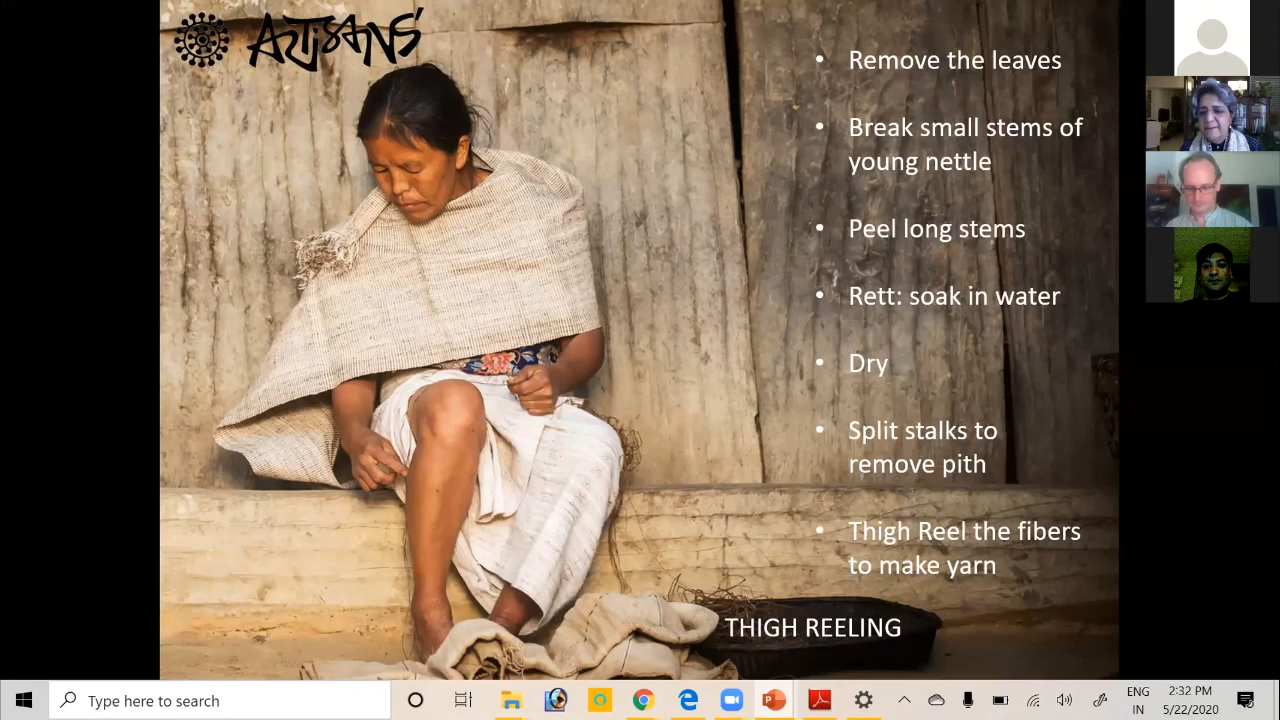 ARTISANS'
Remove the leaves
Break small stems of
young nettle
Peel long stems
Rett: soak in water
Dry
Split stalks to
remove pith
Thigh Reel the fibers
to make yarn
THIGH REELING
Type here to search
ENG
IN
2:32 PM
5/22/2020